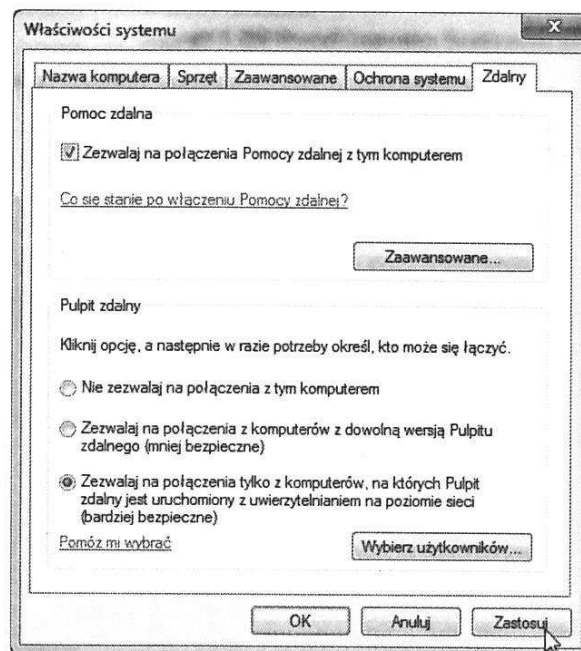 Właściwości systemu
Nazwa komputera
Sprzęt
Zaawansowane
Ochrona systemu
Zdalny
Pomoc zdalna
Zezwalaj na połączenia Pomocy zdalnej z tym komputerem
Co się stanie po włączeniu Pomocy zdalnej?
Zaawansowane...
Pulpit zdalny
Kliknij opcję, a następnie w razie potrzeby określ, kto może się łączyć.
Nie zezwalaj na połączenia z tym komputerem
Zezwalaj na połączenia z komputerów z dowolną wersją Pulpitu
zdalnego (mniej bezpieczne)
Zezwalaj na połączenia tylko z komputerów, na których Pulpit
zdalny jest uruchomiony z uwierzytelnianiem na poziomie sieci
(bardziej bezpieczne)
Pomóż mi wybrać
Wybierz użytkowników...
OK
Anuluj
Zastosuj